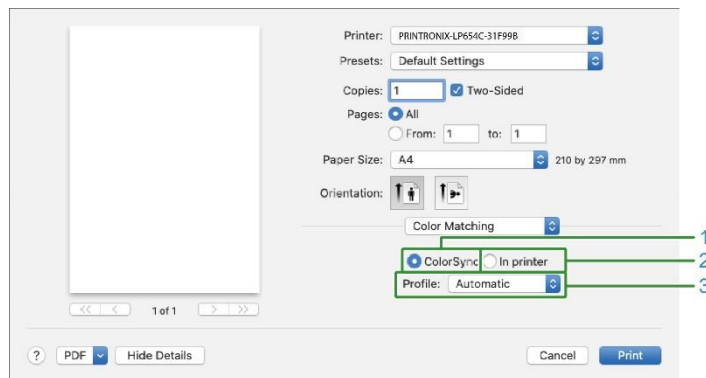 Printer: PRINTRONIX-LP654C-31F99B
Presets: Default Settings
Copies: 1 Two-Sided
Pages: All
From: 1 to: 1
Paper Size: A4 210 by 297 mm
Orientation:
Color Matching
1
ColorSync In printer 2
Profile: Automatic 3
<< < 1 of 1 > >>
? PDF Hide Details Cancel Print